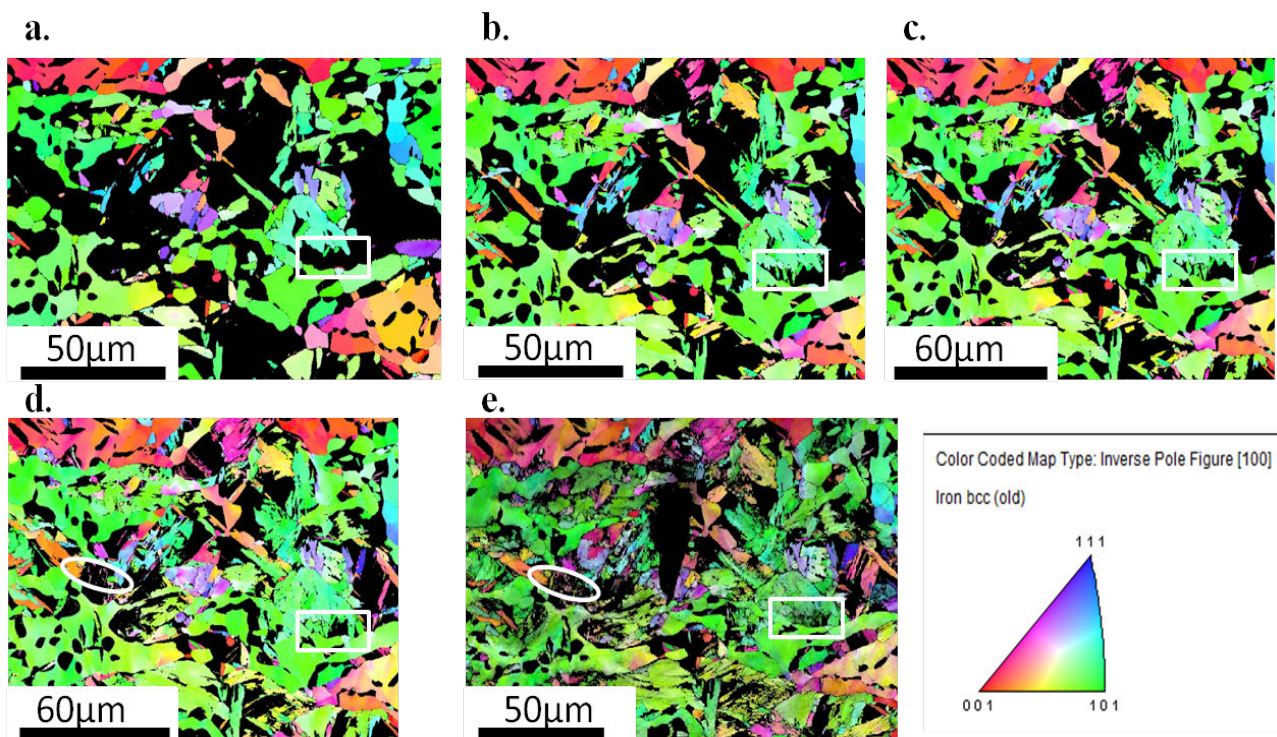 a.
b.
c.
50μm
50μm
60μm
d.
e.
60μm
50μm
Color Coded Map Type: Inverse Pole Figure [100]
Iron bcc (old)
1 1 1
0 0 1
1 0 1